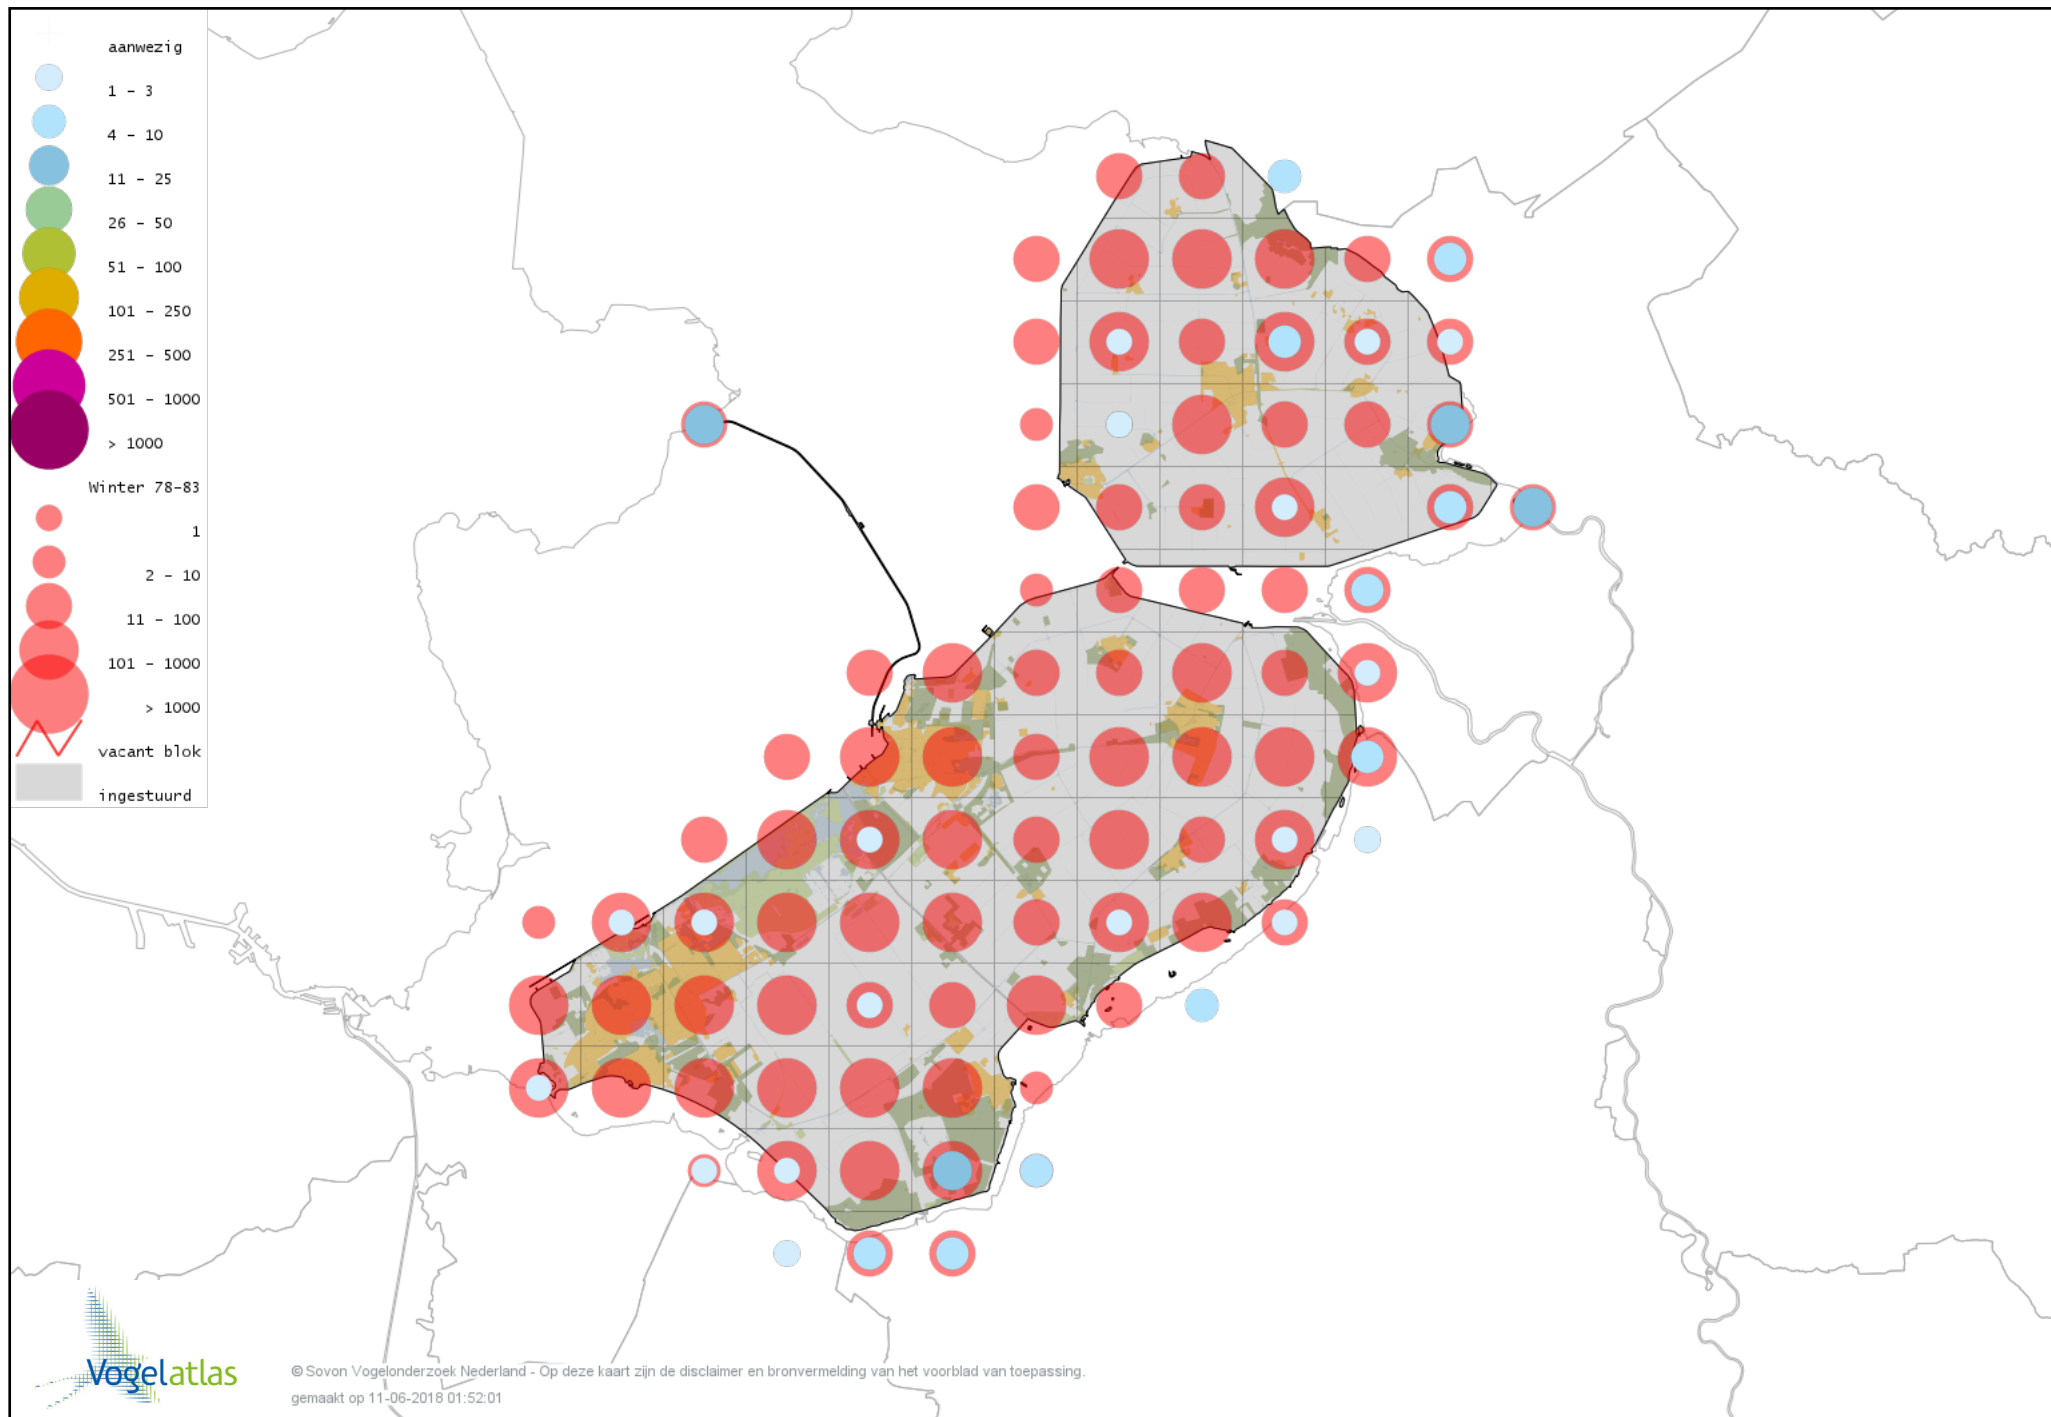 aanwezig
1 - 3
4 - 10
11 - 25
26 - 50
51 - 100
101 - 250
251 - 500
501 - 1000
> 1000
Winter 78-83
1
2 - 10
11 - 100
101 - 1000
> 1000
vacant blok
ingestuurd
Vogelatlas
© Sovon Vogelonderzoek Nederland - Op deze kaart zijn de disclaimer en bronvermelding van het voorblad van toepassing.
gemaakt op 11-06-2018 01:52:01